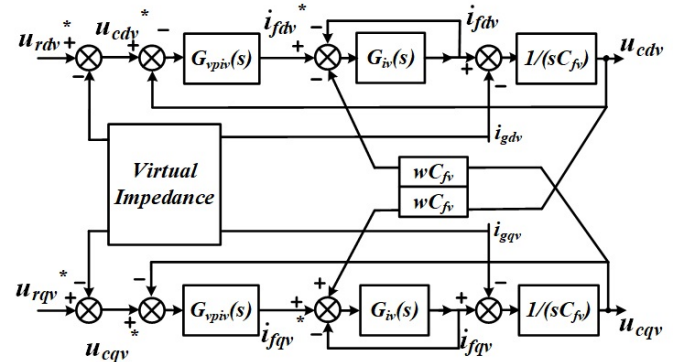 u_rdv* + − u_cdv* + − G_vpiv(s) i_fdv* + − − G_iv(s) i_fdv + − 1/(sC_fv) u_cdv
i_gdv
Virtual
Impedance
wC_fv
wC_fv
i_gqv
u_rqv* + − u_cqv* + − G_vpiv(s) i_fqv* + + − G_iv(s) i_fqv + − 1/(sC_fv) u_cqv